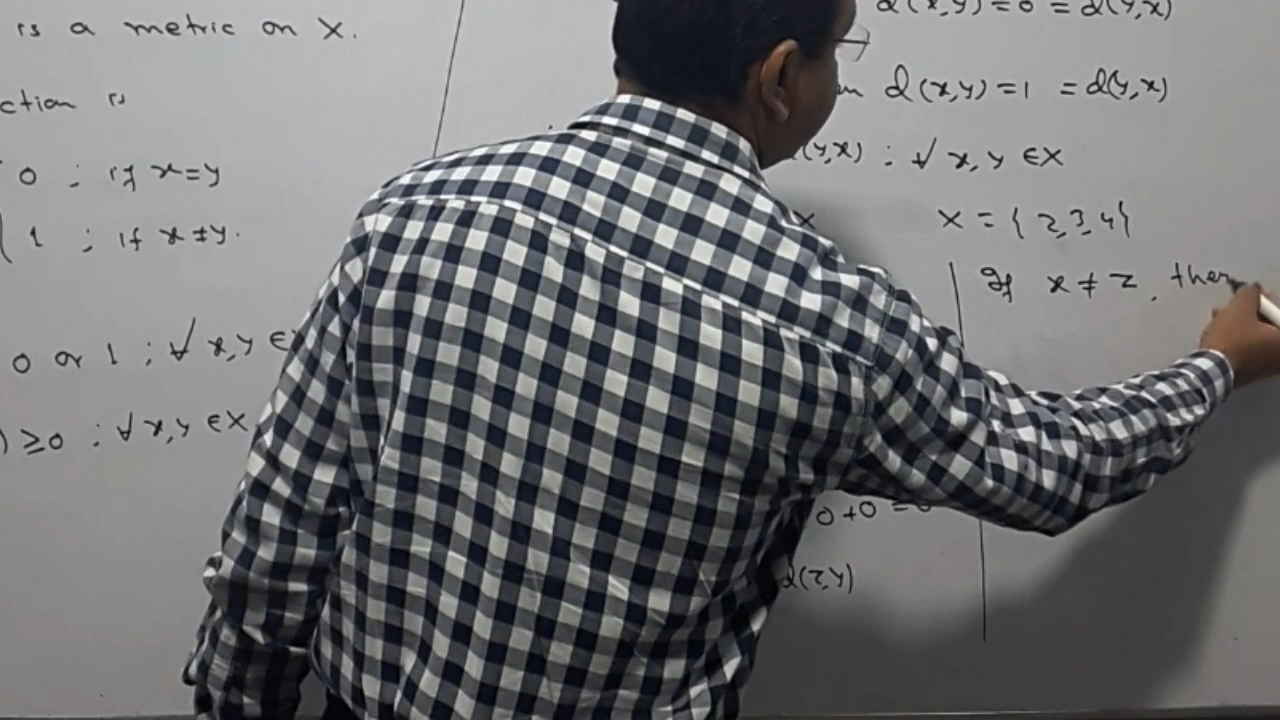 is a metric on X.
ction is
0 ; if x=y
1 ; if x≠y.
0 or 1 ; ∀ x,y ∈
) ≥0 ; ∀ x,y ∈X
d(x,y)=0 = d(y,x)
d(x,y)=1 = d(y,x)
(y,x) ; ∀ x,y ∈X
x
X = { 2,3,4}
If x ≠ z, then
0+0 = 0
d(z,y)